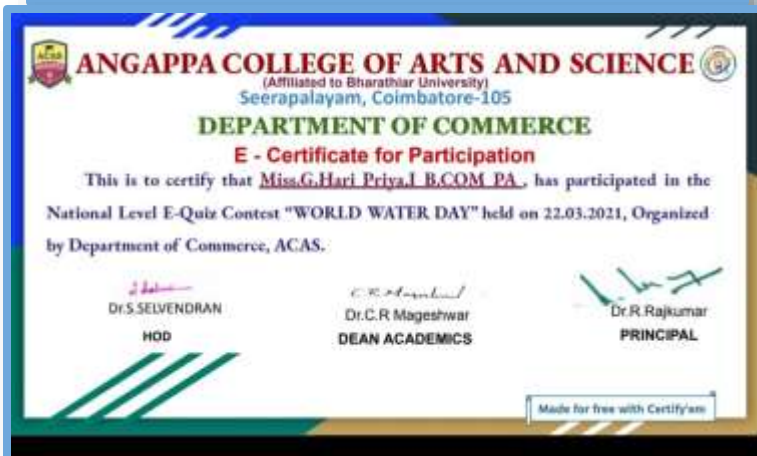 ACAS
ANGAPPA COLLEGE OF ARTS AND SCIENCE
(Affiliated to Bharathiar University)
Seerapalayam, Coimbatore-105
DEPARTMENT OF COMMERCE
E - Certificate for Participation
This is to certify that Miss.G.Hari Priya.I B.COM PA , has participated in the
National Level E-Quiz Contest "WORLD WATER DAY" held on 22.03.2021, Organized
by Department of Commerce, ACAS.
Dr.S.SELVENDRAN
HOD
Dr.C.R Mageshwar
DEAN ACADEMICS
Dr.R.Rajkumar
PRINCIPAL
Made for free with Certify'em